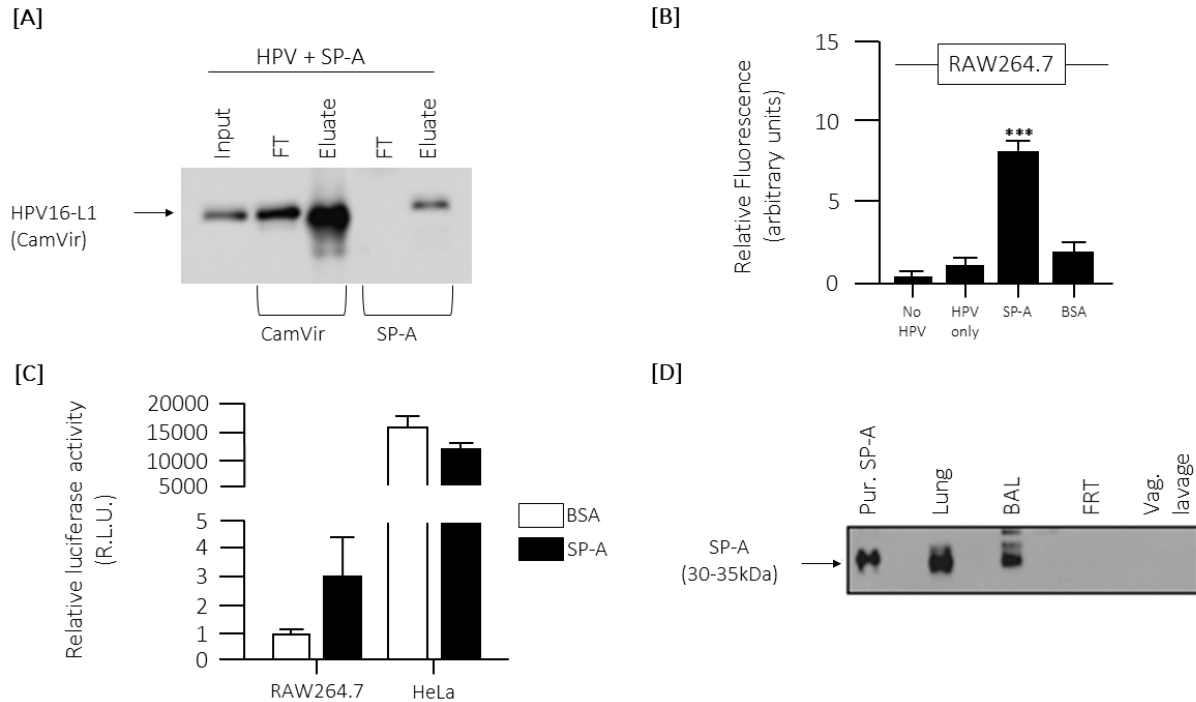 [A]
HPV + SP-A
Input
FT
Eluate
FT
Eluate
HPV16-L1
(CamVir)
CamVir
SP-A
[B]
Relative Fluorescence
(arbitrary units)
15
10
5
0
RAW264.7
***
No
HPV
HPV
only
SP-A
BSA
[C]
Relative luciferase activity
(R.L.U.)
20000
15000
10000
5000
5
4
3
2
1
0
RAW264.7
HeLa
BSA
SP-A
[D]
Pur. SP-A
Lung
BAL
FRT
Vag.
lavage
SP-A
(30-35kDa)